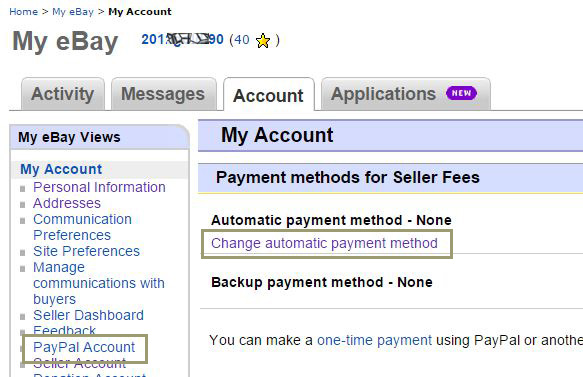 Home > My eBay > My Account
My eBay (40 )
Activity Messages Account Applications NEW
My eBay Views
My Account
Personal Information
Addresses
Communication
Preferences
Site Preferences
Manage
communications with
buyers
Seller Dashboard
Feedback
PayPal Account
Seller Account
Donation Account
My Account
Payment methods for Seller Fees
Automatic payment method - None
Change automatic payment method
Backup payment method - None
You can make a one-time payment using PayPal or anothe